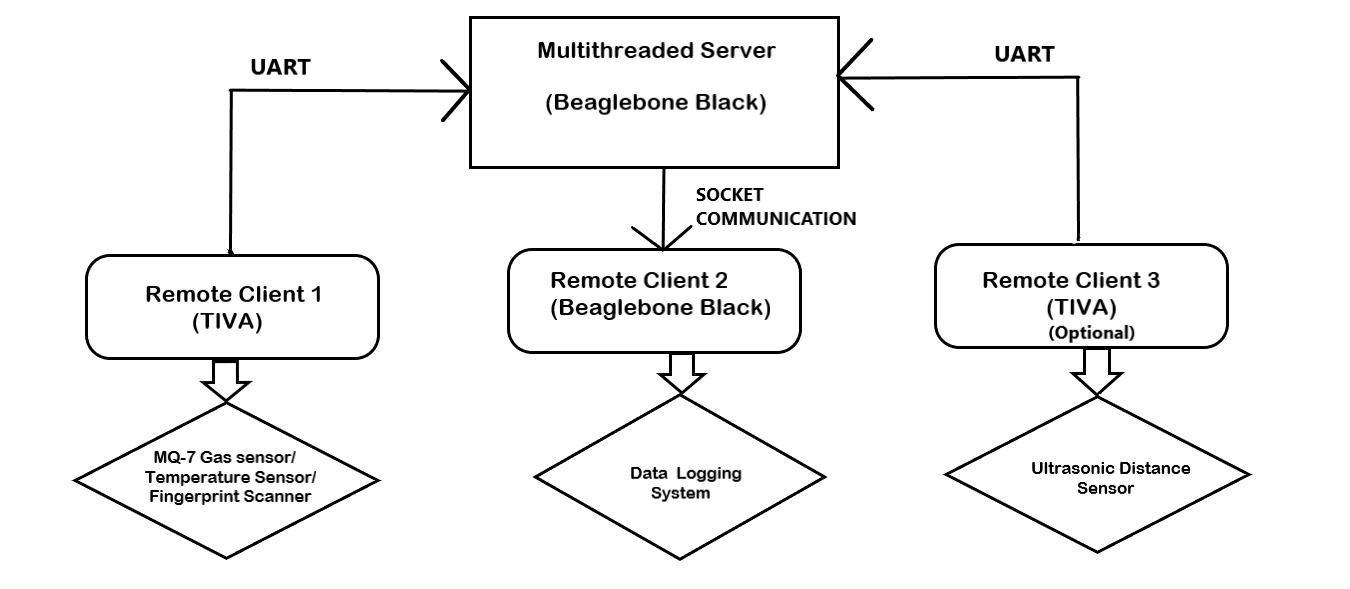 Multithreaded Server
(Beaglebone Black)
UART
UART
SOCKET
COMMUNICATION
Remote Client 1
(TIVA)
Remote Client 2
(Beaglebone Black)
Remote Client 3
(TIVA)
(Optional)
MQ-7 Gas sensor/
Temperature Sensor/
Fingerprint Scanner
Data Logging
System
Ultrasonic Distance
Sensor